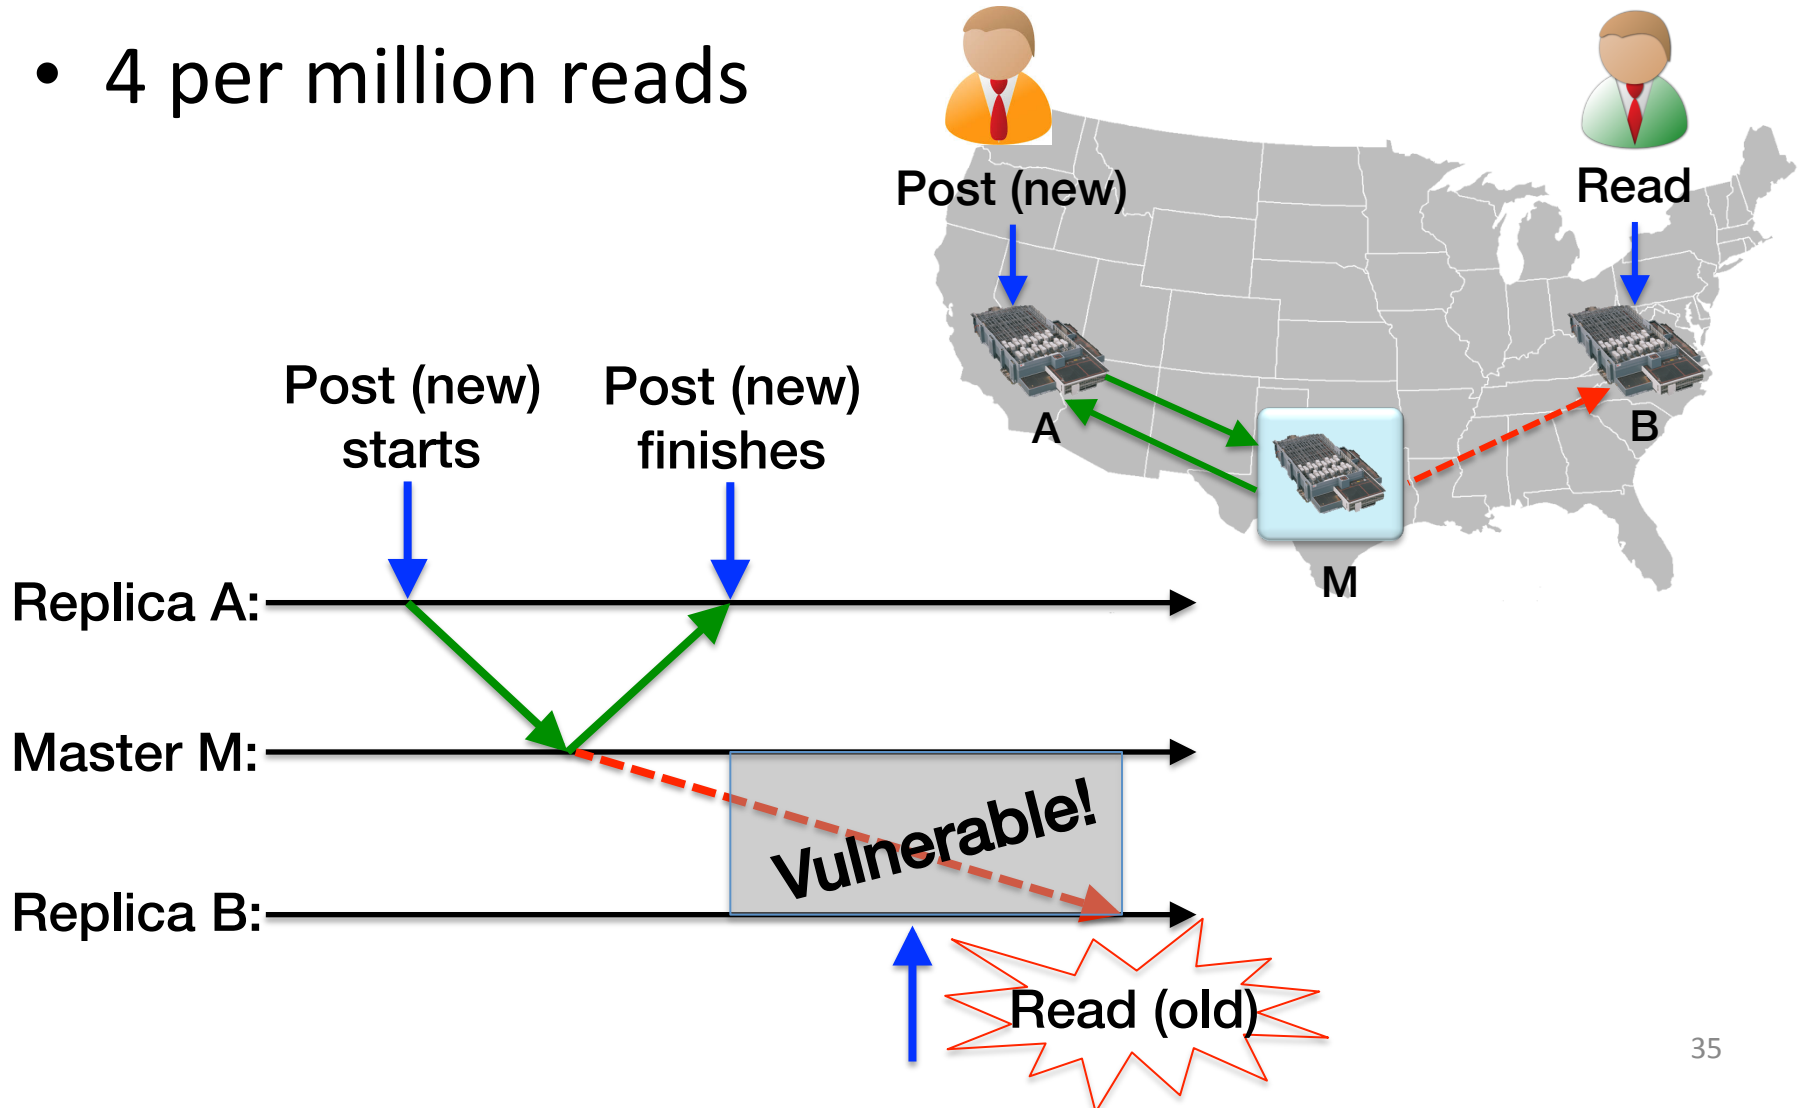 • 4 per million reads
Post (new)
Read
A
B
M
Post (new)
starts
Post (new)
finishes
Replica A:
Master M:
Vulnerable!
Replica B:
Read (old)
35